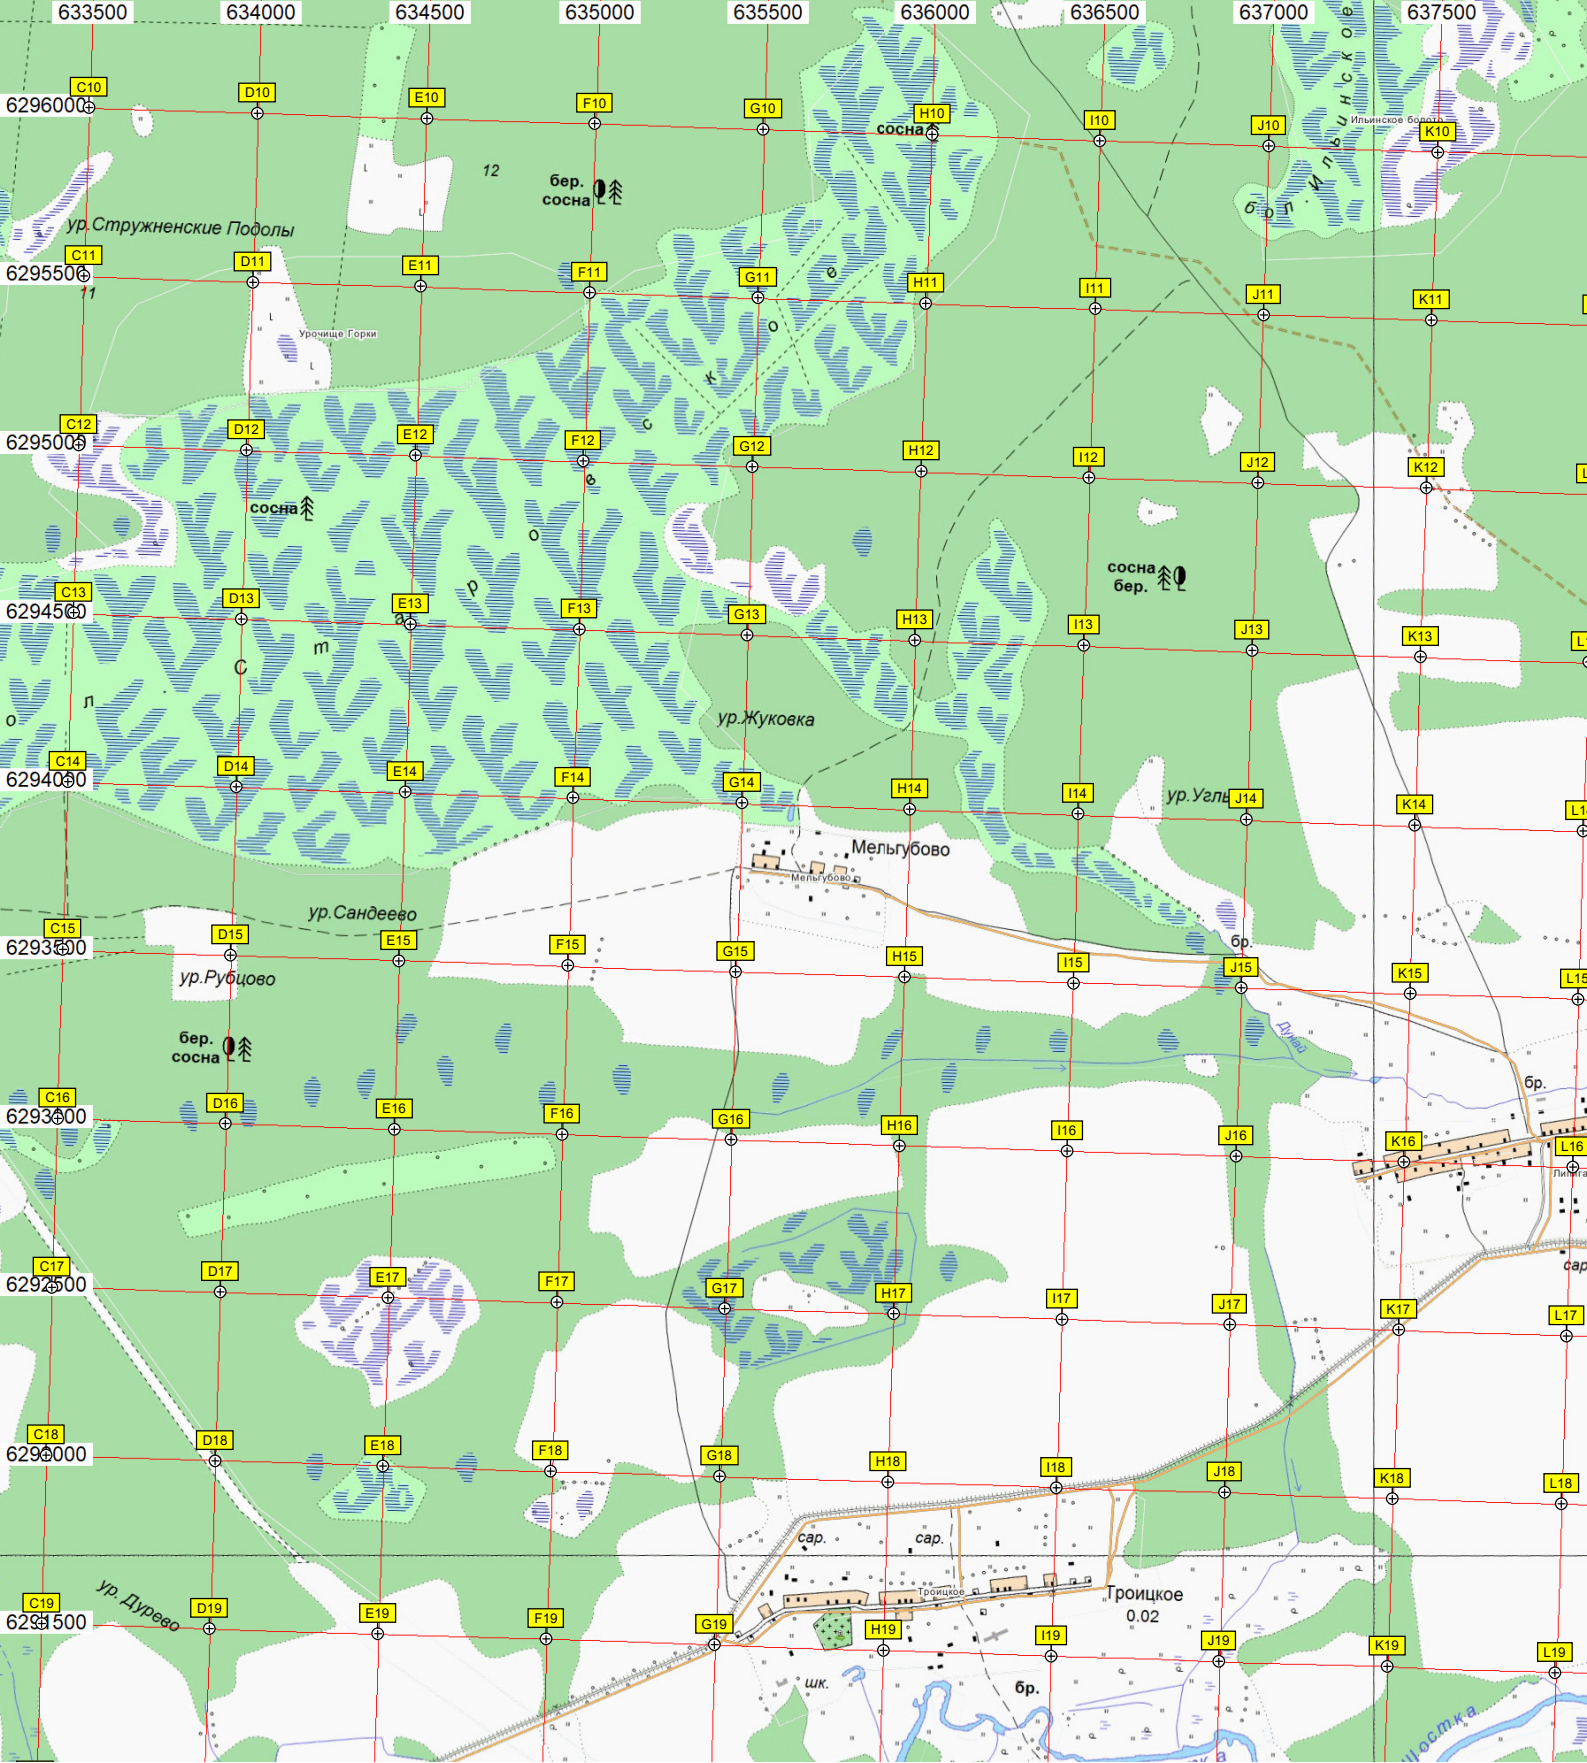 633500 634000 634500 635000 635500 636000 636500 637000 637500
C10 D10 E10 F10 G10 H10 I10 J10 K10
6296000
сосна
Ильинское болото
бол. Ильинское
12
бер.
сосна
ур.Стружненские Подолы
C11 D11 E11 F11 G11 H11 I11 J11 K11
6295500
11
Урочище Горки
C12 D12 E12 F12 G12 H12 I12 J12 K12
6295000
сосна
сосна
бер.
C13 D13 E13 F13 G13 H13 I13 J13 K13
6294500
о л С т а р о в с к о е
ур.Жуковка
C14 D14 E14 F14 G14 H14 I14 J14 K14
6294000
ур.Углы
Мельгубово
Мельгубово
ур.Сандеево
C15 D15 E15 F15 G15 H15 I15 J15 K15 L15
6293500
бр.
ур.Рубцово
Дунай
бер.
сосна
бр.
C16 D16 E16 F16 G16 H16 I16 J16 K16 L16
6293000
C17 D17 E17 F17 G17 H17 I17 J17 K17 L17
6292500
сар
C18 D18 E18 F18 G18 H18 I18 J18 K18 L18
6292000
сар.
сар.
Троицкое
Троицкое
0.02
ур. Дурево
C19 D19 E19 F19 G19 H19 I19 J19 K19 L19
6291500
шк.
бр.